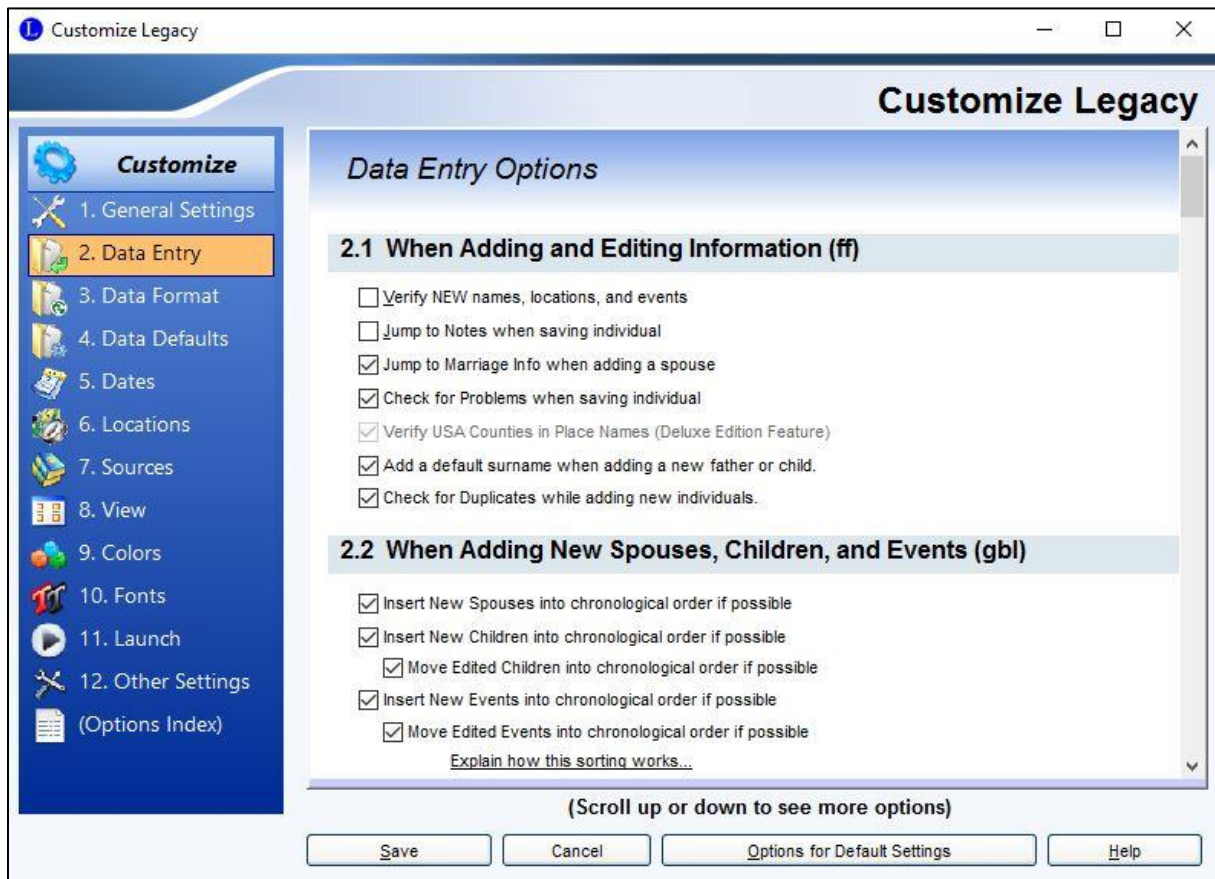 Customize Legacy
Customize Legacy
Customize
1. General Settings
2. Data Entry
3. Data Format
4. Data Defaults
5. Dates
6. Locations
7. Sources
8. View
9. Colors
10. Fonts
11. Launch
12. Other Settings
(Options Index)
Data Entry Options
2.1 When Adding and Editing Information (ff)
Verify NEW names, locations, and events
Jump to Notes when saving individual
Jump to Marriage Info when adding a spouse
Check for Problems when saving individual
Verify USA Counties in Place Names (Deluxe Edition Feature)
Add a default surname when adding a new father or child.
Check for Duplicates while adding new individuals.
2.2 When Adding New Spouses, Children, and Events (gbl)
Insert New Spouses into chronological order if possible
Insert New Children into chronological order if possible
Move Edited Children into chronological order if possible
Insert New Events into chronological order if possible
Move Edited Events into chronological order if possible
Explain how this sorting works...
(Scroll up or down to see more options)
Save Cancel Options for Default Settings Help